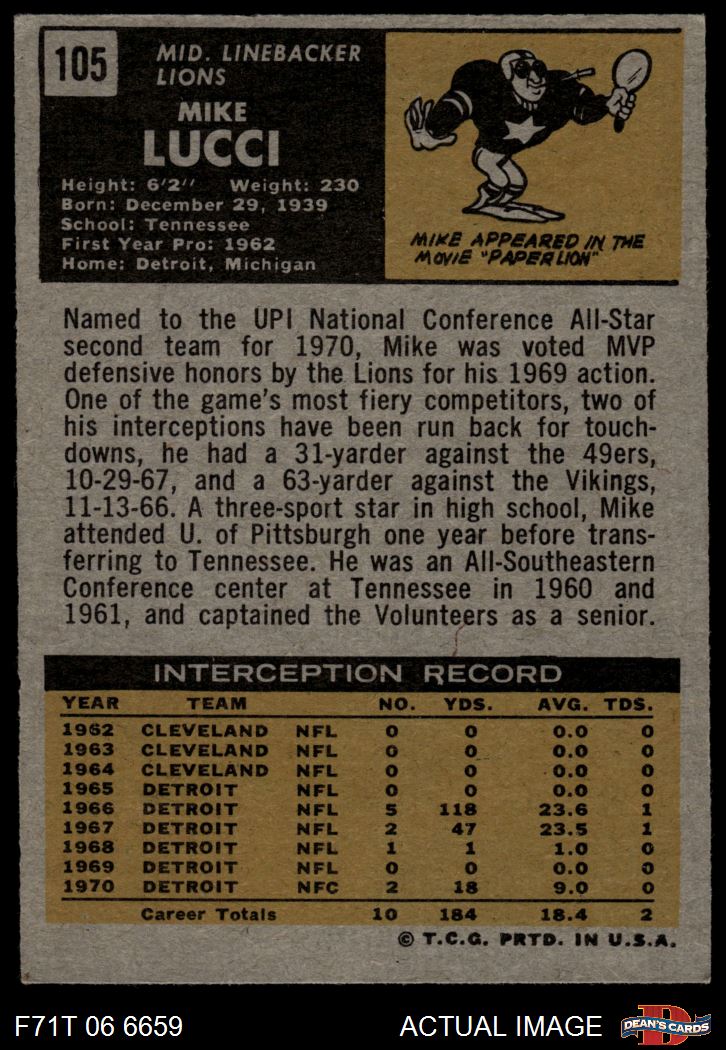 105
MID. LINEBACKER
LIONS
MIKE
LUCCI
Height: 6'2'' Weight: 230
Born: December 29, 1939
School: Tennessee
First Year Pro: 1962
Home: Detroit, Michigan
MIKE APPEARED IN THE
MOVIE "PAPER LION"
Named to the UPI National Conference All-Star
second team for 1970, Mike was voted MVP
defensive honors by the Lions for his 1969 action.
One of the game's most fiery competitors, two of
his interceptions have been run back for touch-
downs, he had a 31-yarder against the 49ers,
10-29-67, and a 63-yarder against the Vikings,
11-13-66. A three-sport star in high school, Mike
attended U. of Pittsburgh one year before trans-
ferring to Tennessee. He was an All-Southeastern
Conference center at Tennessee in 1960 and
1961, and captained the Volunteers as a senior.
INTERCEPTION RECORD
YEAR TEAM NO. YDS. AVG. TDS.
1962 CLEVELAND NFL 0 0 0.0 0
1963 CLEVELAND NFL 0 0 0.0 0
1964 CLEVELAND NFL 0 0 0.0 0
1965 DETROIT NFL 0 0 0.0 0
1966 DETROIT NFL 5 118 23.6 1
1967 DETROIT NFL 2 47 23.5 1
1968 DETROIT NFL 1 1 1.0 0
1969 DETROIT NFL 0 0 0.0 0
1970 DETROIT NFC 2 18 9.0 0
Career Totals 10 184 18.4 2
© T.C.G. PRTD. IN U.S.A.
F71T 06 6659 ACTUAL IMAGE D DEAN'S CARDS